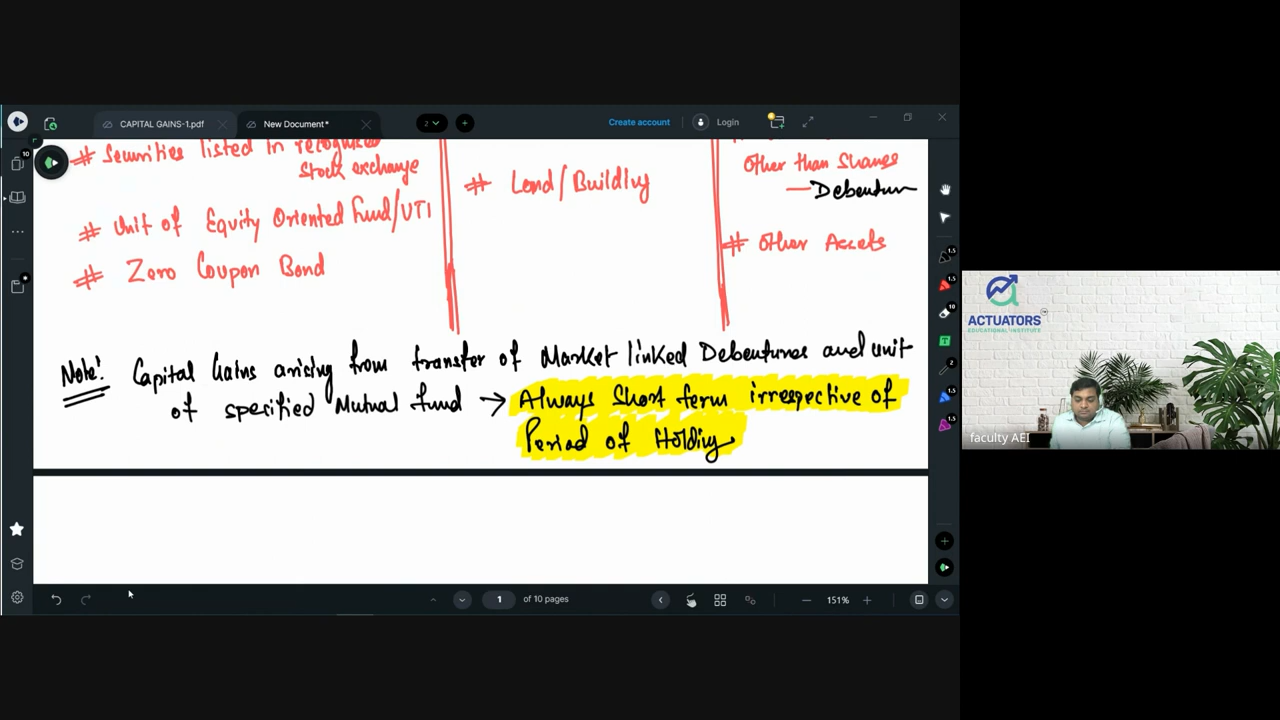 CAPITAL GAINS-1.pdf
New Document*
2
Create account
Login
# Securities listed in recognised
Stock exchange
# Unit of Equity Oriented Fund/UTI
# Zero Coupon Bond
# Land/Building
Other than Shares
— Debenture
# Other Assets
Note: Capital Gains arising from transfer of Market linked Debentures and unit
of specified Mutual fund → Always Short term irrespective of
Period of Holding
1 of 10 pages
151%
ACTUATORS
EDUCATIONAL INSTITUTE
faculty AEI